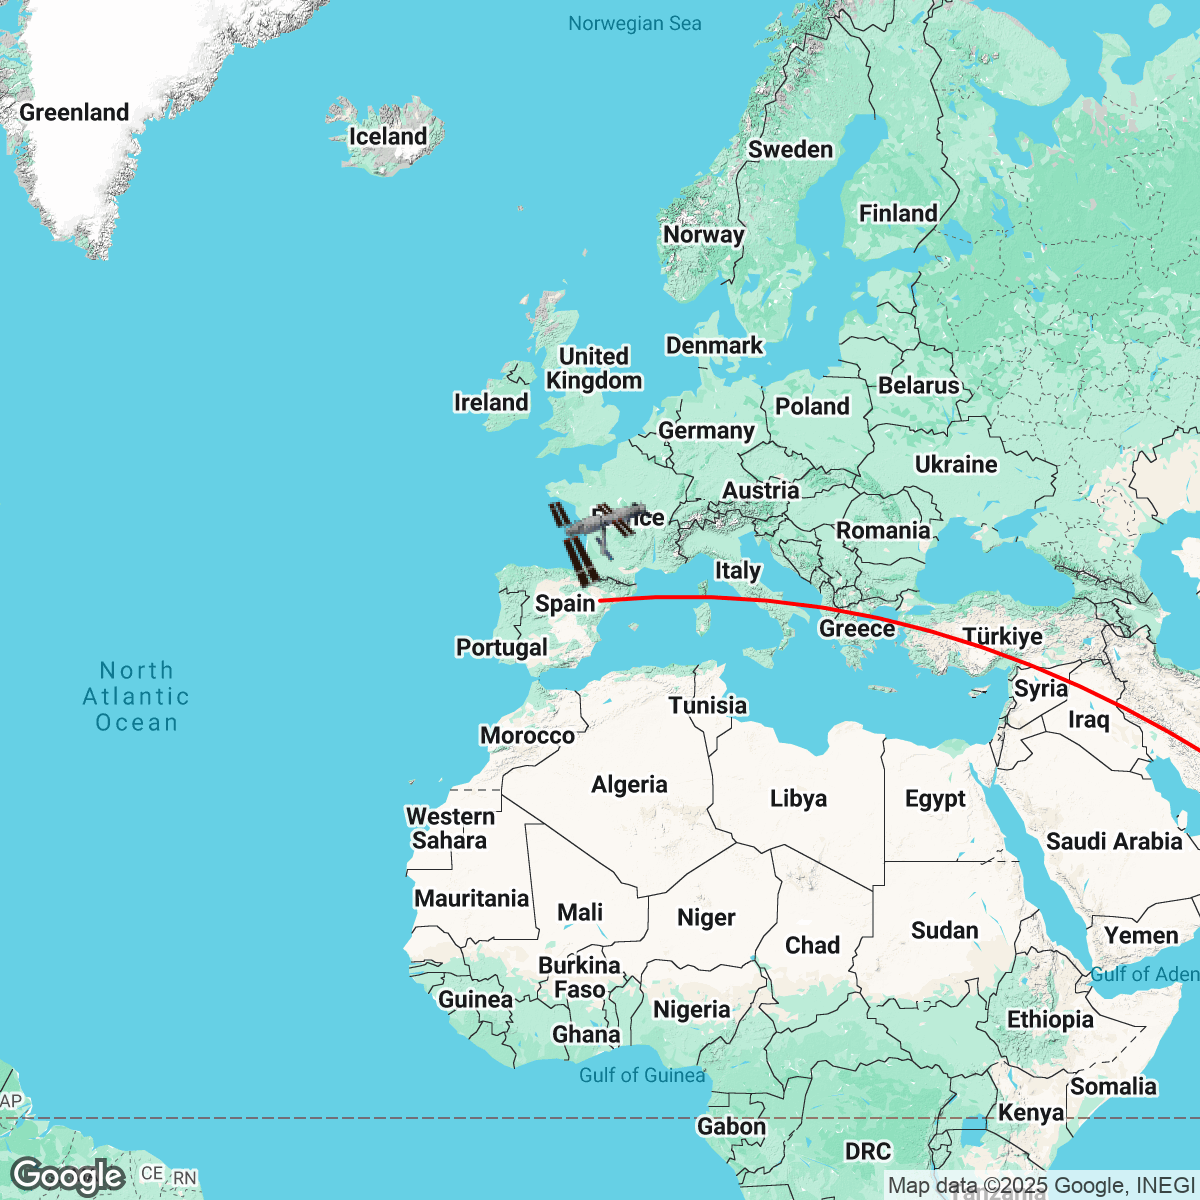 Norwegian Sea
Greenland
Iceland
Sweden
Finland
Norway
Denmark
United
Kingdom
Ireland
Belarus
Poland
Germany
Ukraine
Austria
Romania
Italy
Spain
Greece
Türkiye
Portugal
North
Atlantic
Ocean
Syria
Iraq
Tunisia
Morocco
Algeria
Libya
Egypt
Western
Sahara
Saudi Arabia
Mauritania
Mali
Niger
Chad
Sudan
Yemen
Burkina
Faso
Gulf of Aden
Guinea
Nigeria
Ethiopia
Ghana
Gulf of Guinea
Somalia
AP
Kenya
Gabon
DRC
CE
RN
Google
Map data ©2025 Google, INEGI